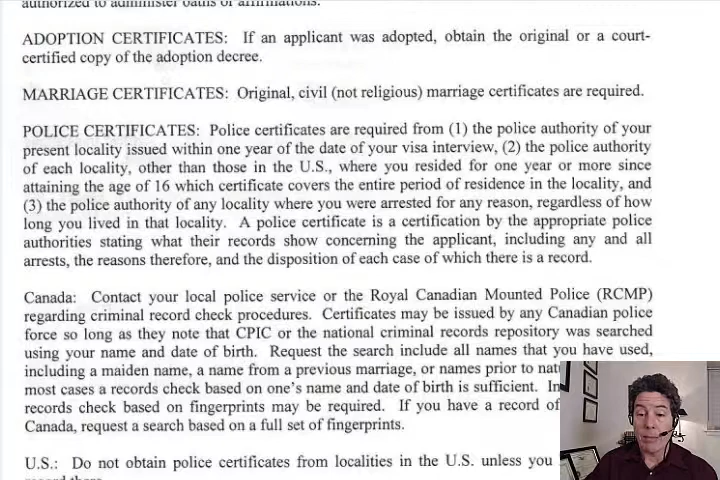 authorized to administer oaths or affirmations.
ADOPTION CERTIFICATES: If an applicant was adopted, obtain the original or a court-
certified copy of the adoption decree.
MARRIAGE CERTIFICATES: Original, civil (not religious) marriage certificates are required.
POLICE CERTIFICATES: Police certificates are required from (1) the police authority of your
present locality issued within one year of the date of your visa interview, (2) the police authority
of each locality, other than those in the U.S., where you resided for one year or more since
attaining the age of 16 which certificate covers the entire period of residence in the locality, and
(3) the police authority of any locality where you were arrested for any reason, regardless of how
long you lived in that locality. A police certificate is a certification by the appropriate police
authorities stating what their records show concerning the applicant, including any and all
arrests, the reasons therefore, and the disposition of each case of which there is a record.
Canada: Contact your local police service or the Royal Canadian Mounted Police (RCMP)
regarding criminal record check procedures. Certificates may be issued by any Canadian police
force so long as they note that CPIC or the national criminal records repository was searched
using your name and date of birth. Request the search include all names that you have used,
including a maiden name, a name from a previous marriage, or names prior to
most cases a records check based on one's name and date of birth is sufficient. In
records check based on fingerprints may be required. If you have a record of
Canada, request a search based on a full set of fingerprints.
U.S.: Do not obtain police certificates from localities in the U.S. unless you